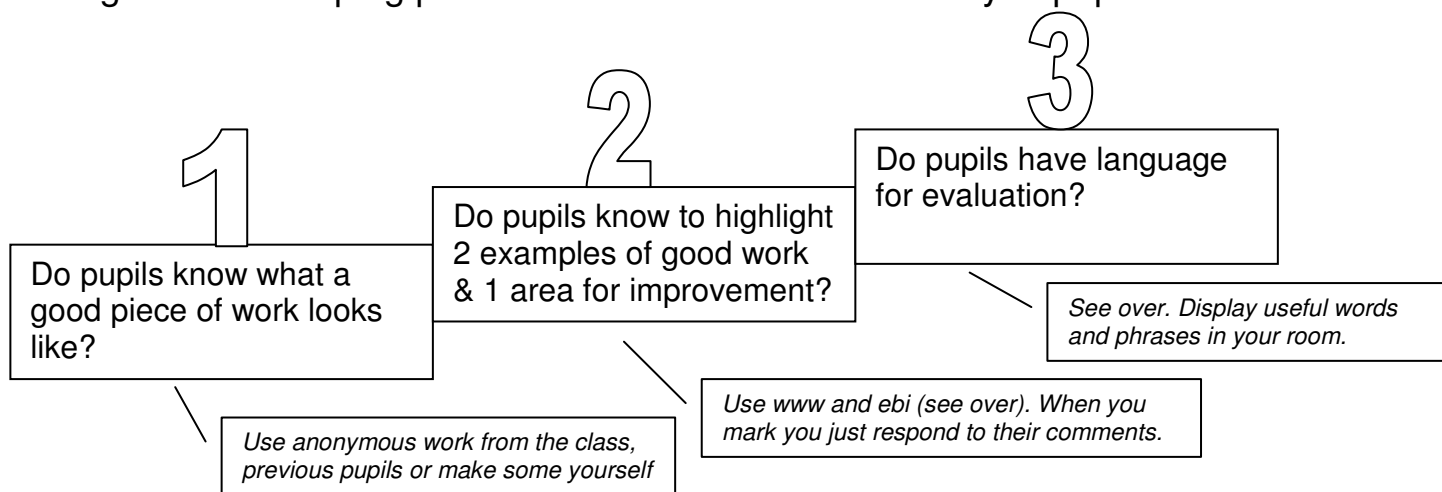 1
Do pupils know what a
good piece of work looks
like?
Use anonymous work from the class,
previous pupils or make some yourself
2
Do pupils know to highlight
2 examples of good work
& 1 area for improvement?
Use www and ebi (see over). When you
mark you just respond to their comments.
3
Do pupils have language
for evaluation?
See over. Display useful words
and phrases in your room.